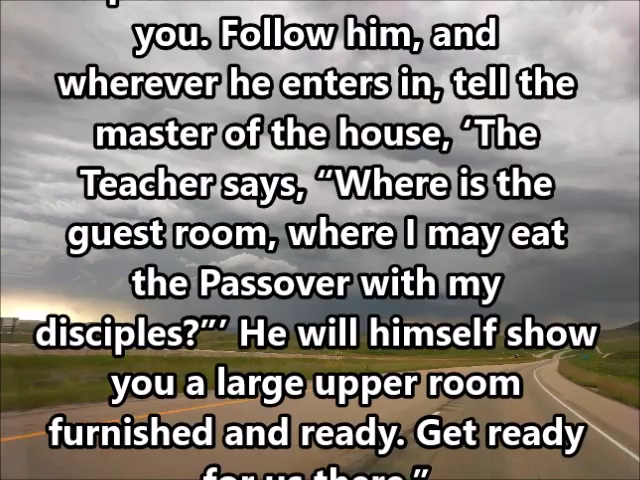 you. Follow him, and
wherever he enters in, tell the
master of the house, ‘The
Teacher says, “Where is the
guest room, where I may eat
the Passover with my
disciples?”’ He will himself show
you a large upper room
furnished and ready. Get ready
for us there.”